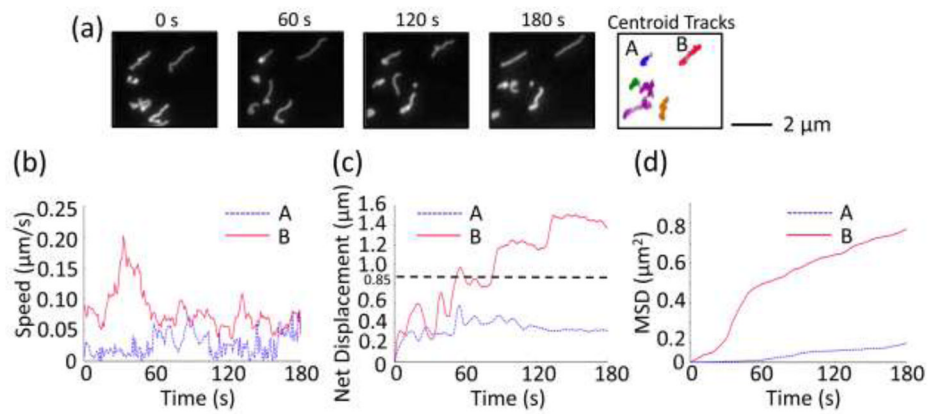 (a)
0 s 60 s 120 s 180 s Centroid Tracks
A B
2 μm
(b) (c) (d)
Speed (μm/s)
0.25
0.20
0.15
0.10
0.05
0
A
B
0 60 120 180
Time (s)
Net Displacement (μm)
1.6
1.4
1.2
1.0
0.85
0.6
0.4
0.2
0
A
B
0 60 120 180
Time (s)
MSD (μm²)
0.8
0.6
0.4
0.2
0
A
B
0 60 120 180
Time (s)